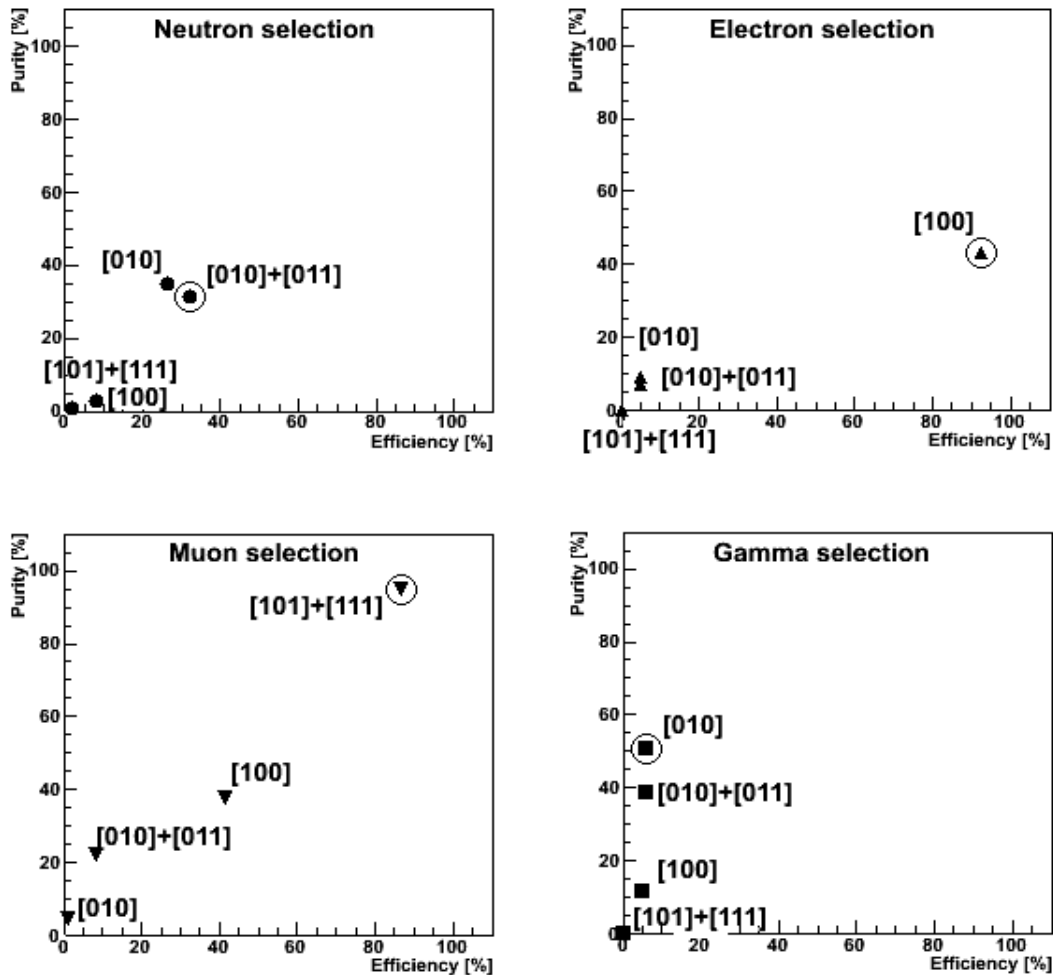 Neutron selection
Purity [%]
100
80
60
40
20
0
[010]
[010]+[011]
[101]+[111]
[100]
0 20 40 60 80 100
Efficiency [%]
Electron selection
Purity [%]
100
80
60
40
20
0
[100]
[010]
[010]+[011]
[101]+[111]
0 20 40 60 80 100
Efficiency [%]
Muon selection
Purity [%]
100
80
60
40
20
0
[101]+[111]
[100]
[010]+[011]
[010]
0 20 40 60 80 100
Efficiency [%]
Gamma selection
Purity [%]
100
80
60
40
20
0
[010]
[010]+[011]
[100]
[101]+[111]
0 20 40 60 80 100
Efficiency [%]